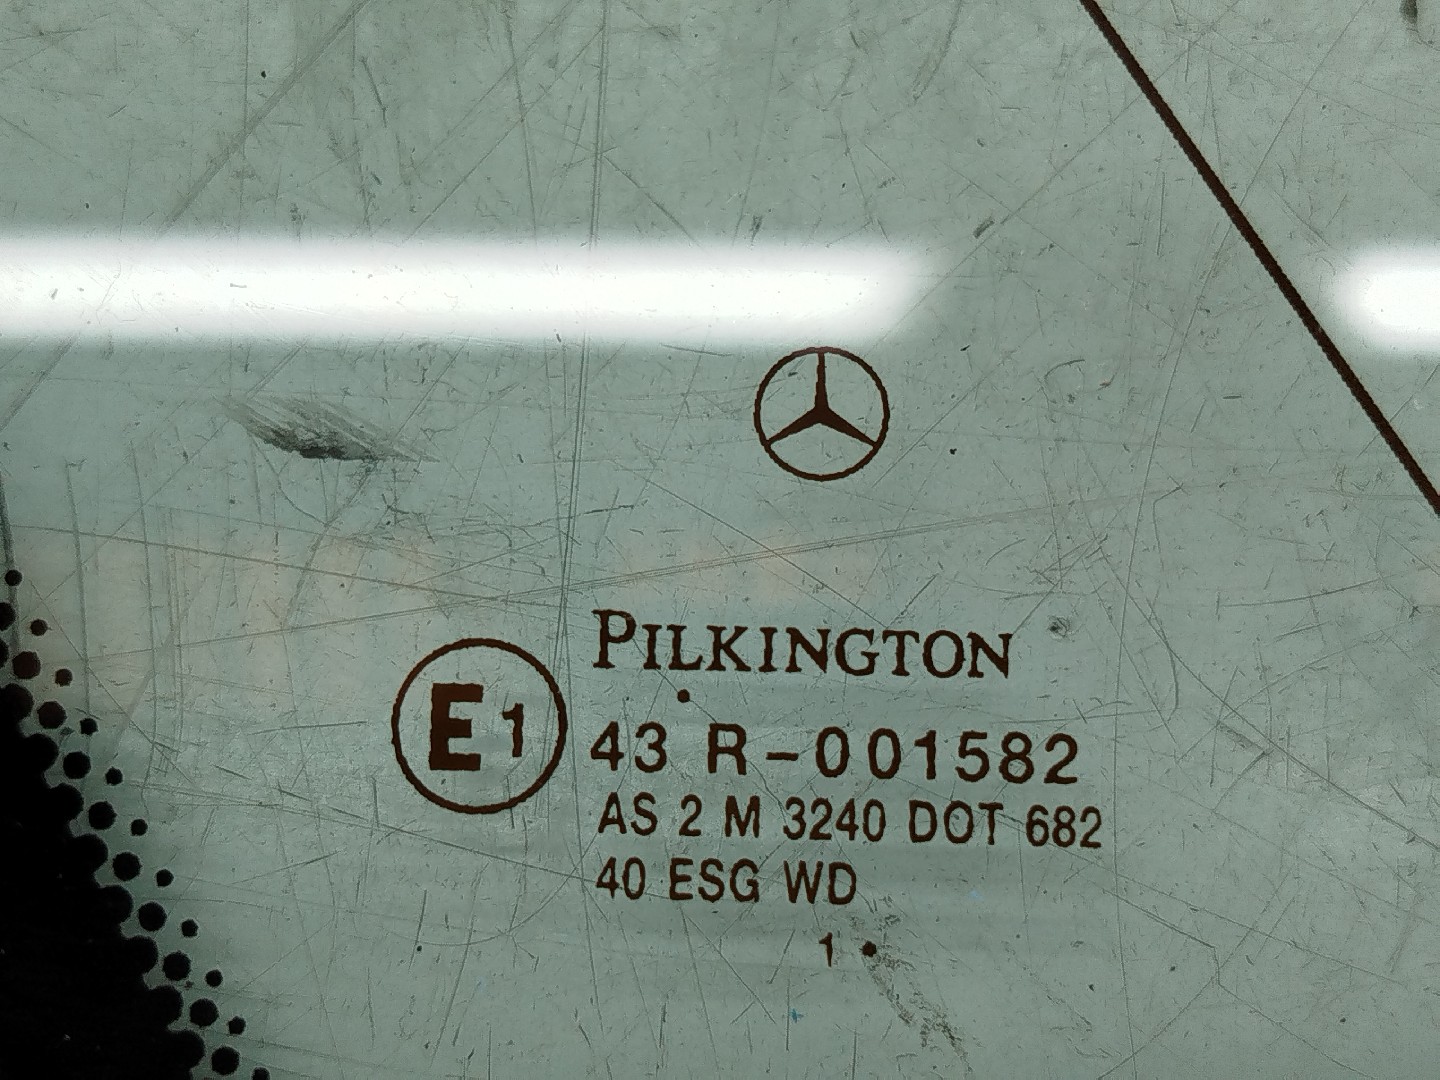 PILKINGTON
E1
43 R-001582
AS 2 M 3240 DOT 682
40 ESG WD
1 •